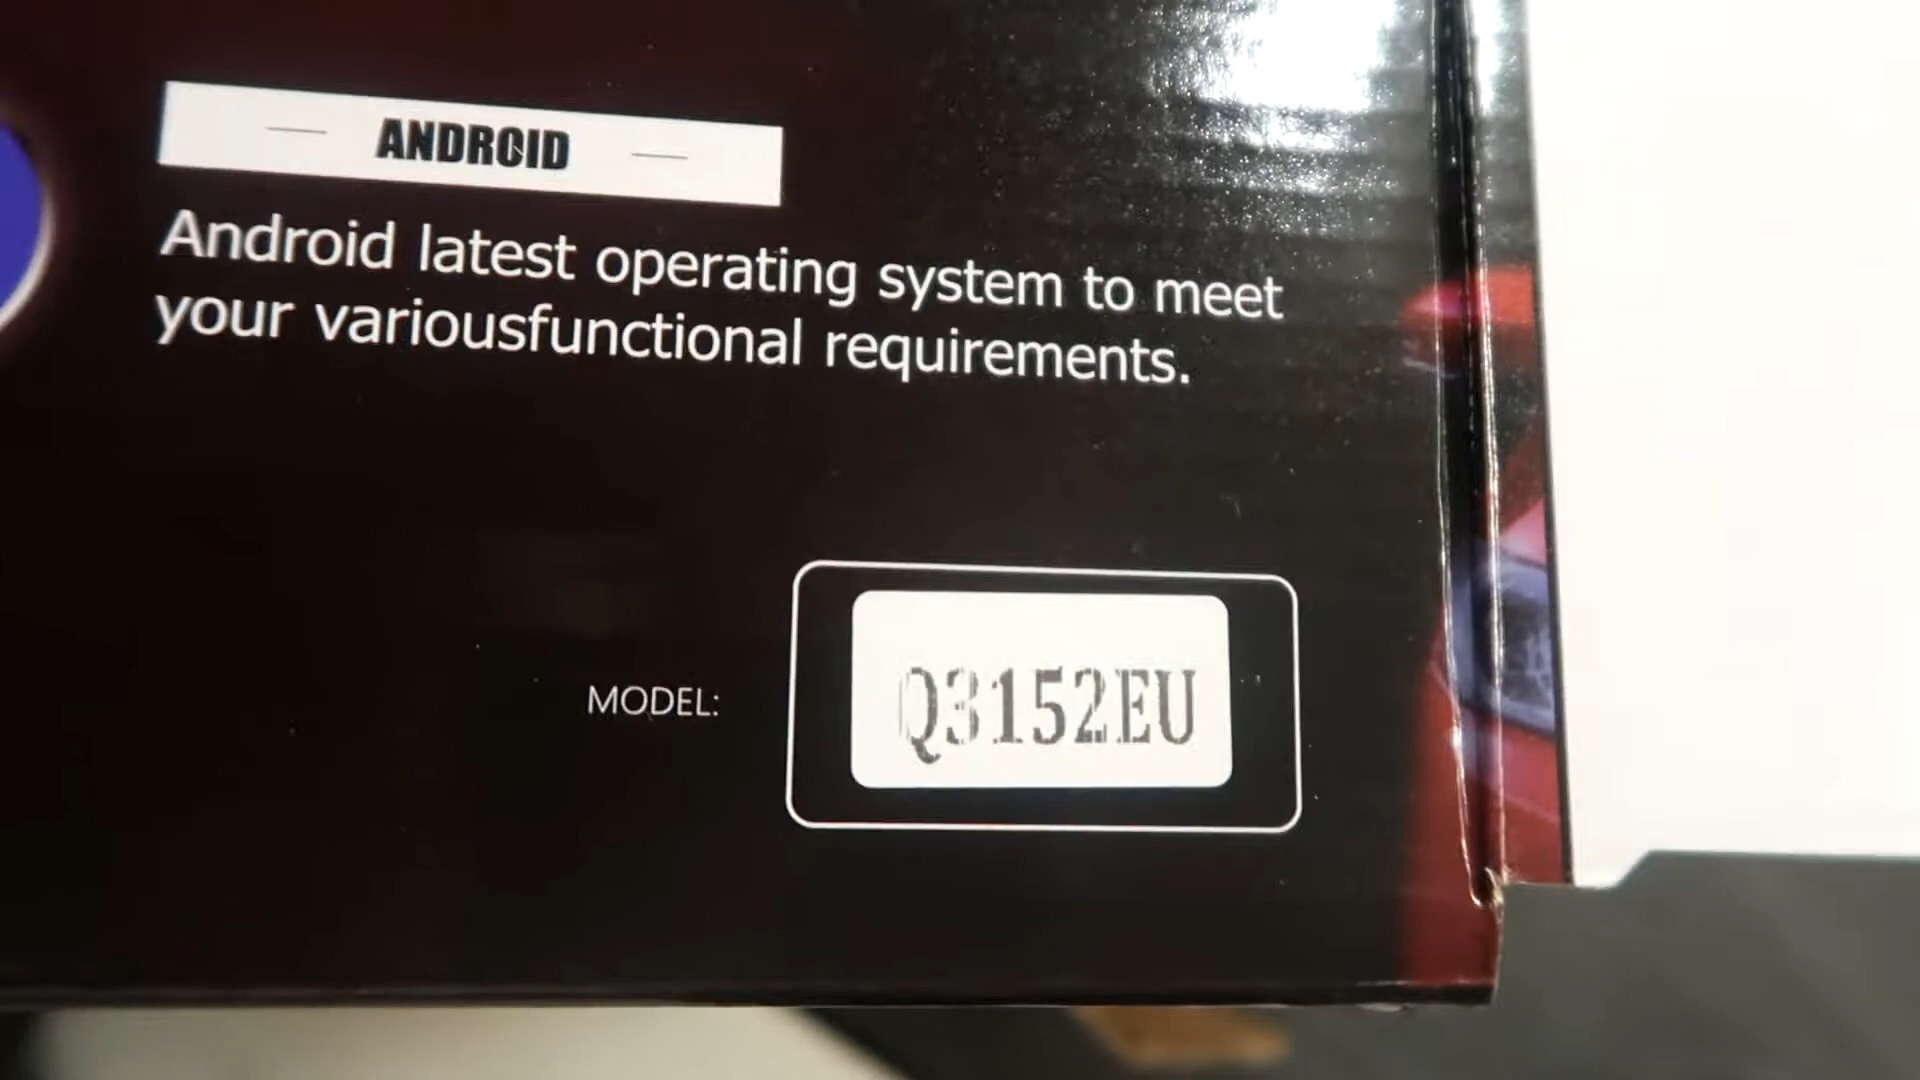 ANDROID
Android latest operating system to meet
your variousfunctional requirements.
MODEL:
Q3152EU